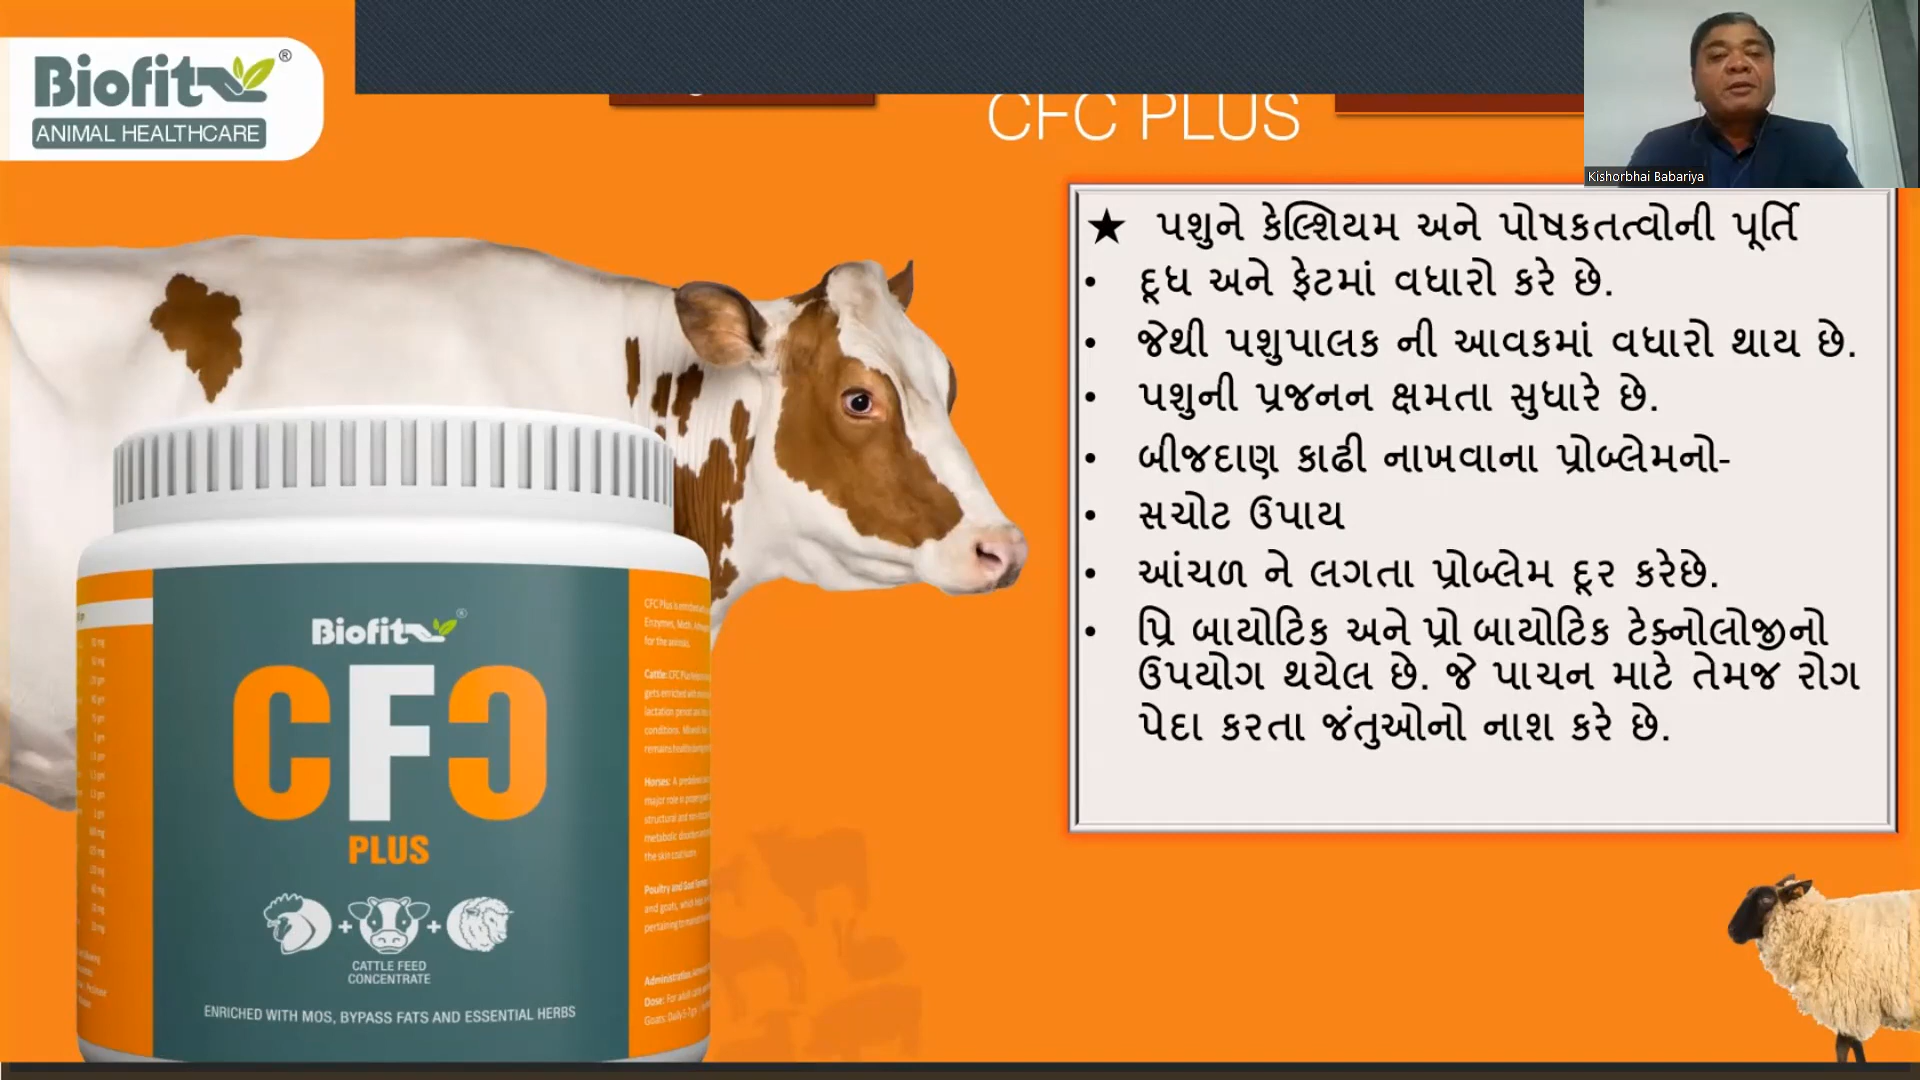 Biofit®
ANIMAL HEALTHCARE
CFC PLUS
Kishorbhai Babariya
★ પશુને કેલ્શિયમ અને પોષકતત્વોની પૂર્તિ
• દૂધ અને ફેટમાં વધારો કરે છે.
• જેથી પશુપાલક ની આવકમાં વધારો થાય છે.
• પશુની પ્રજનન ક્ષમતા સુધારે છે.
• બીજદાણ કાઢી નાખવાના પ્રોબ્લેમનો-
• સચોટ ઉપાય
• આંચળ ને લગતા પ્રોબ્લેમ દૂર કરેછે.
• પ્રિ બાયોટિક અને પ્રો બાયોટિક ટેક્નોલોજીનો
ઉપયોગ થયેલ છે. જે પાચન માટે તેમજ રોગ
પેદા કરતા જંતુઓનો નાશ કરે છે.
Biofit®
CFC
PLUS
CATTLE FEED
CONCENTRATE
ENRICHED WITH MOS, BYPASS FATS AND ESSENTIAL HERBS